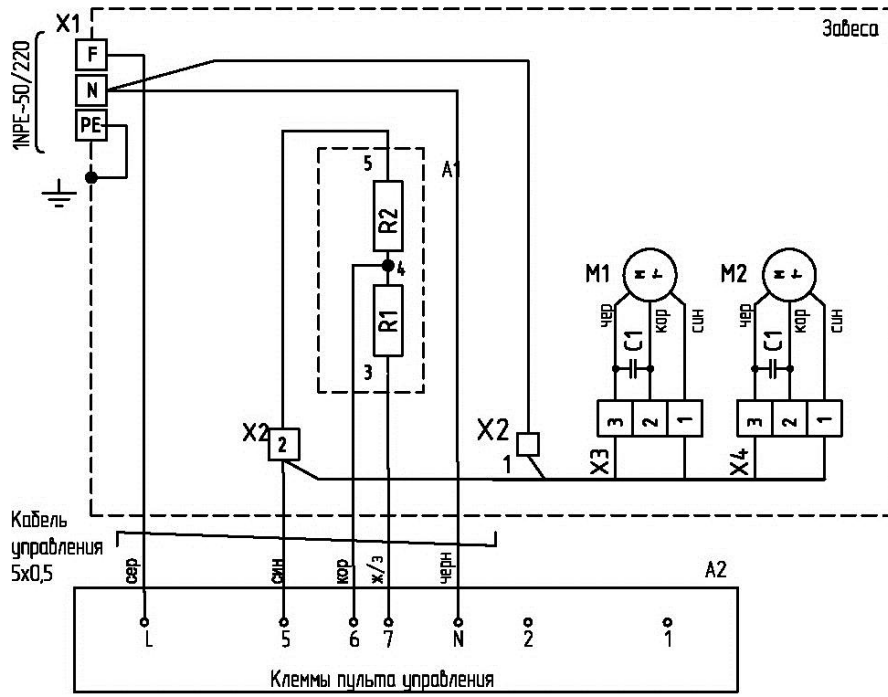 X1
Завеса
F
N
PE
1NPE~50/220
5
A1
R2
4
R1
3
M1
M2
чер
кор
син
чер
кор
син
C1
C1
3
2
1
3
2
1
X2
2
X2
1
X3
X4
Кабель
управления
5x0,5
сер
син
кор
ж/з
черн
A2
L
5
6
7
N
2
1
Клеммы пульта управления